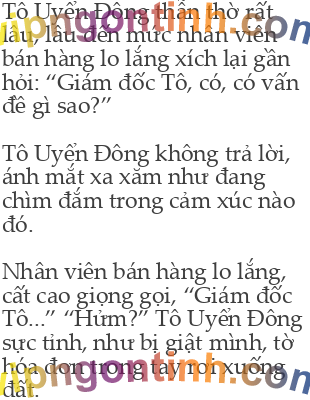 Tô Uyển Đông thẫn thờ rất
lâu, lâu đến mức nhân viên
bán hàng lo lắng xích lại gần
hỏi: “Giám đốc Tô, có, có vấn
đề gì sao?”
Tô Uyển Đông không trả lời,
ánh mắt xa xăm như đang
chìm đắm trong cảm xúc nào
đó.
Nhân viên bán hàng lo lắng,
cất cao giọng gọi, “Giám đốc
Tô...” “Hửm?” Tô Uyển Đông
sực tỉnh, như bị giật mình, tờ
hóa đơn trong tay rơi xuống
đất.
vipngontinh.com
vipngontinh.com